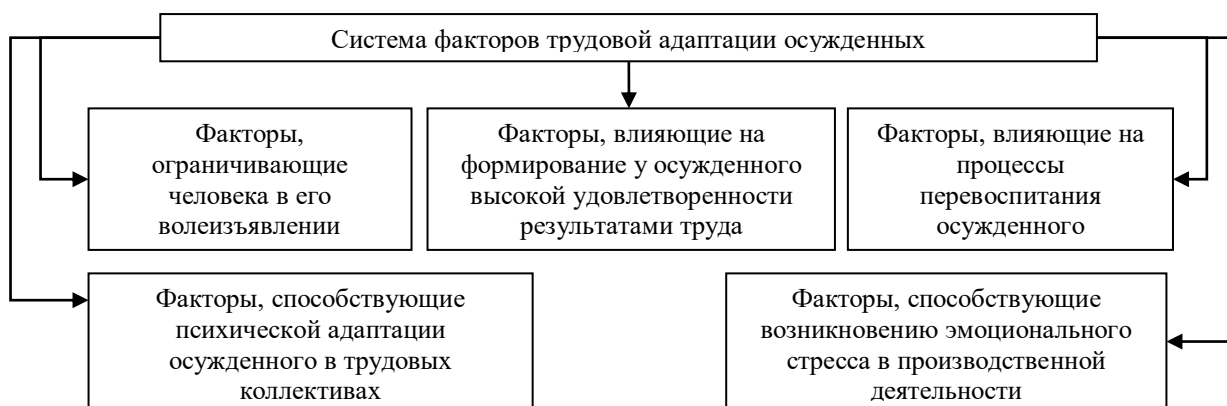 Система факторов трудовой адаптации осужденных
Факторы,
ограничивающие
человека в его
волеизъявлении
Факторы, влияющие на
формирование у осужденного
высокой удовлетворенности
результатами труда
Факторы, влияющие на
процессы
перевоспитания
осужденного
Факторы, способствующие
психической адаптации
осужденного в трудовых
коллективах
Факторы, способствующие
возникновению эмоционального
стресса в производственной
деятельности